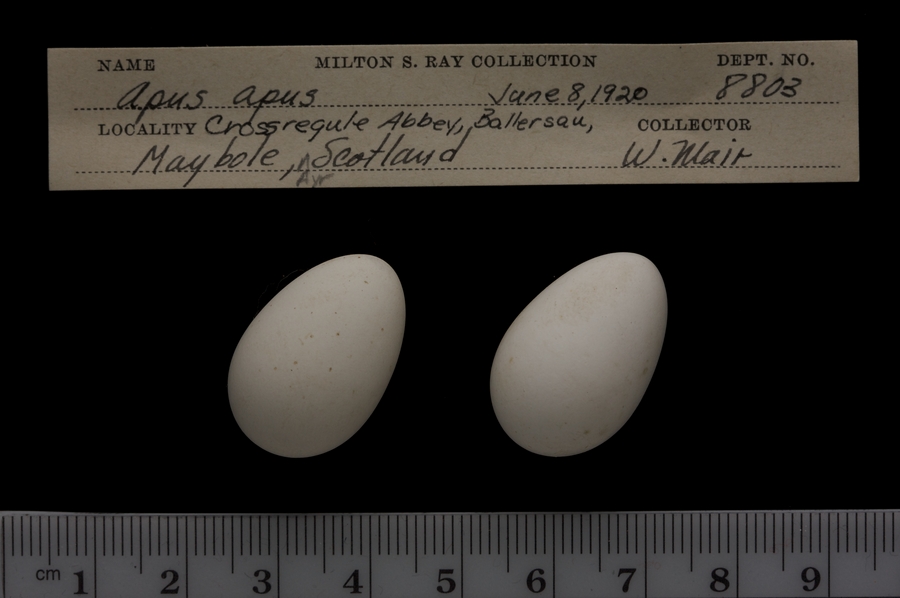 NAME MILTON S. RAY COLLECTION DEPT. NO.
Apus apus June 8, 1920 8803
LOCALITY Crossregule Abbey, Ballersau, COLLECTOR
Maybole, Ayr Scotland W. Mair
cm 1 2 3 4 5 6 7 8 9